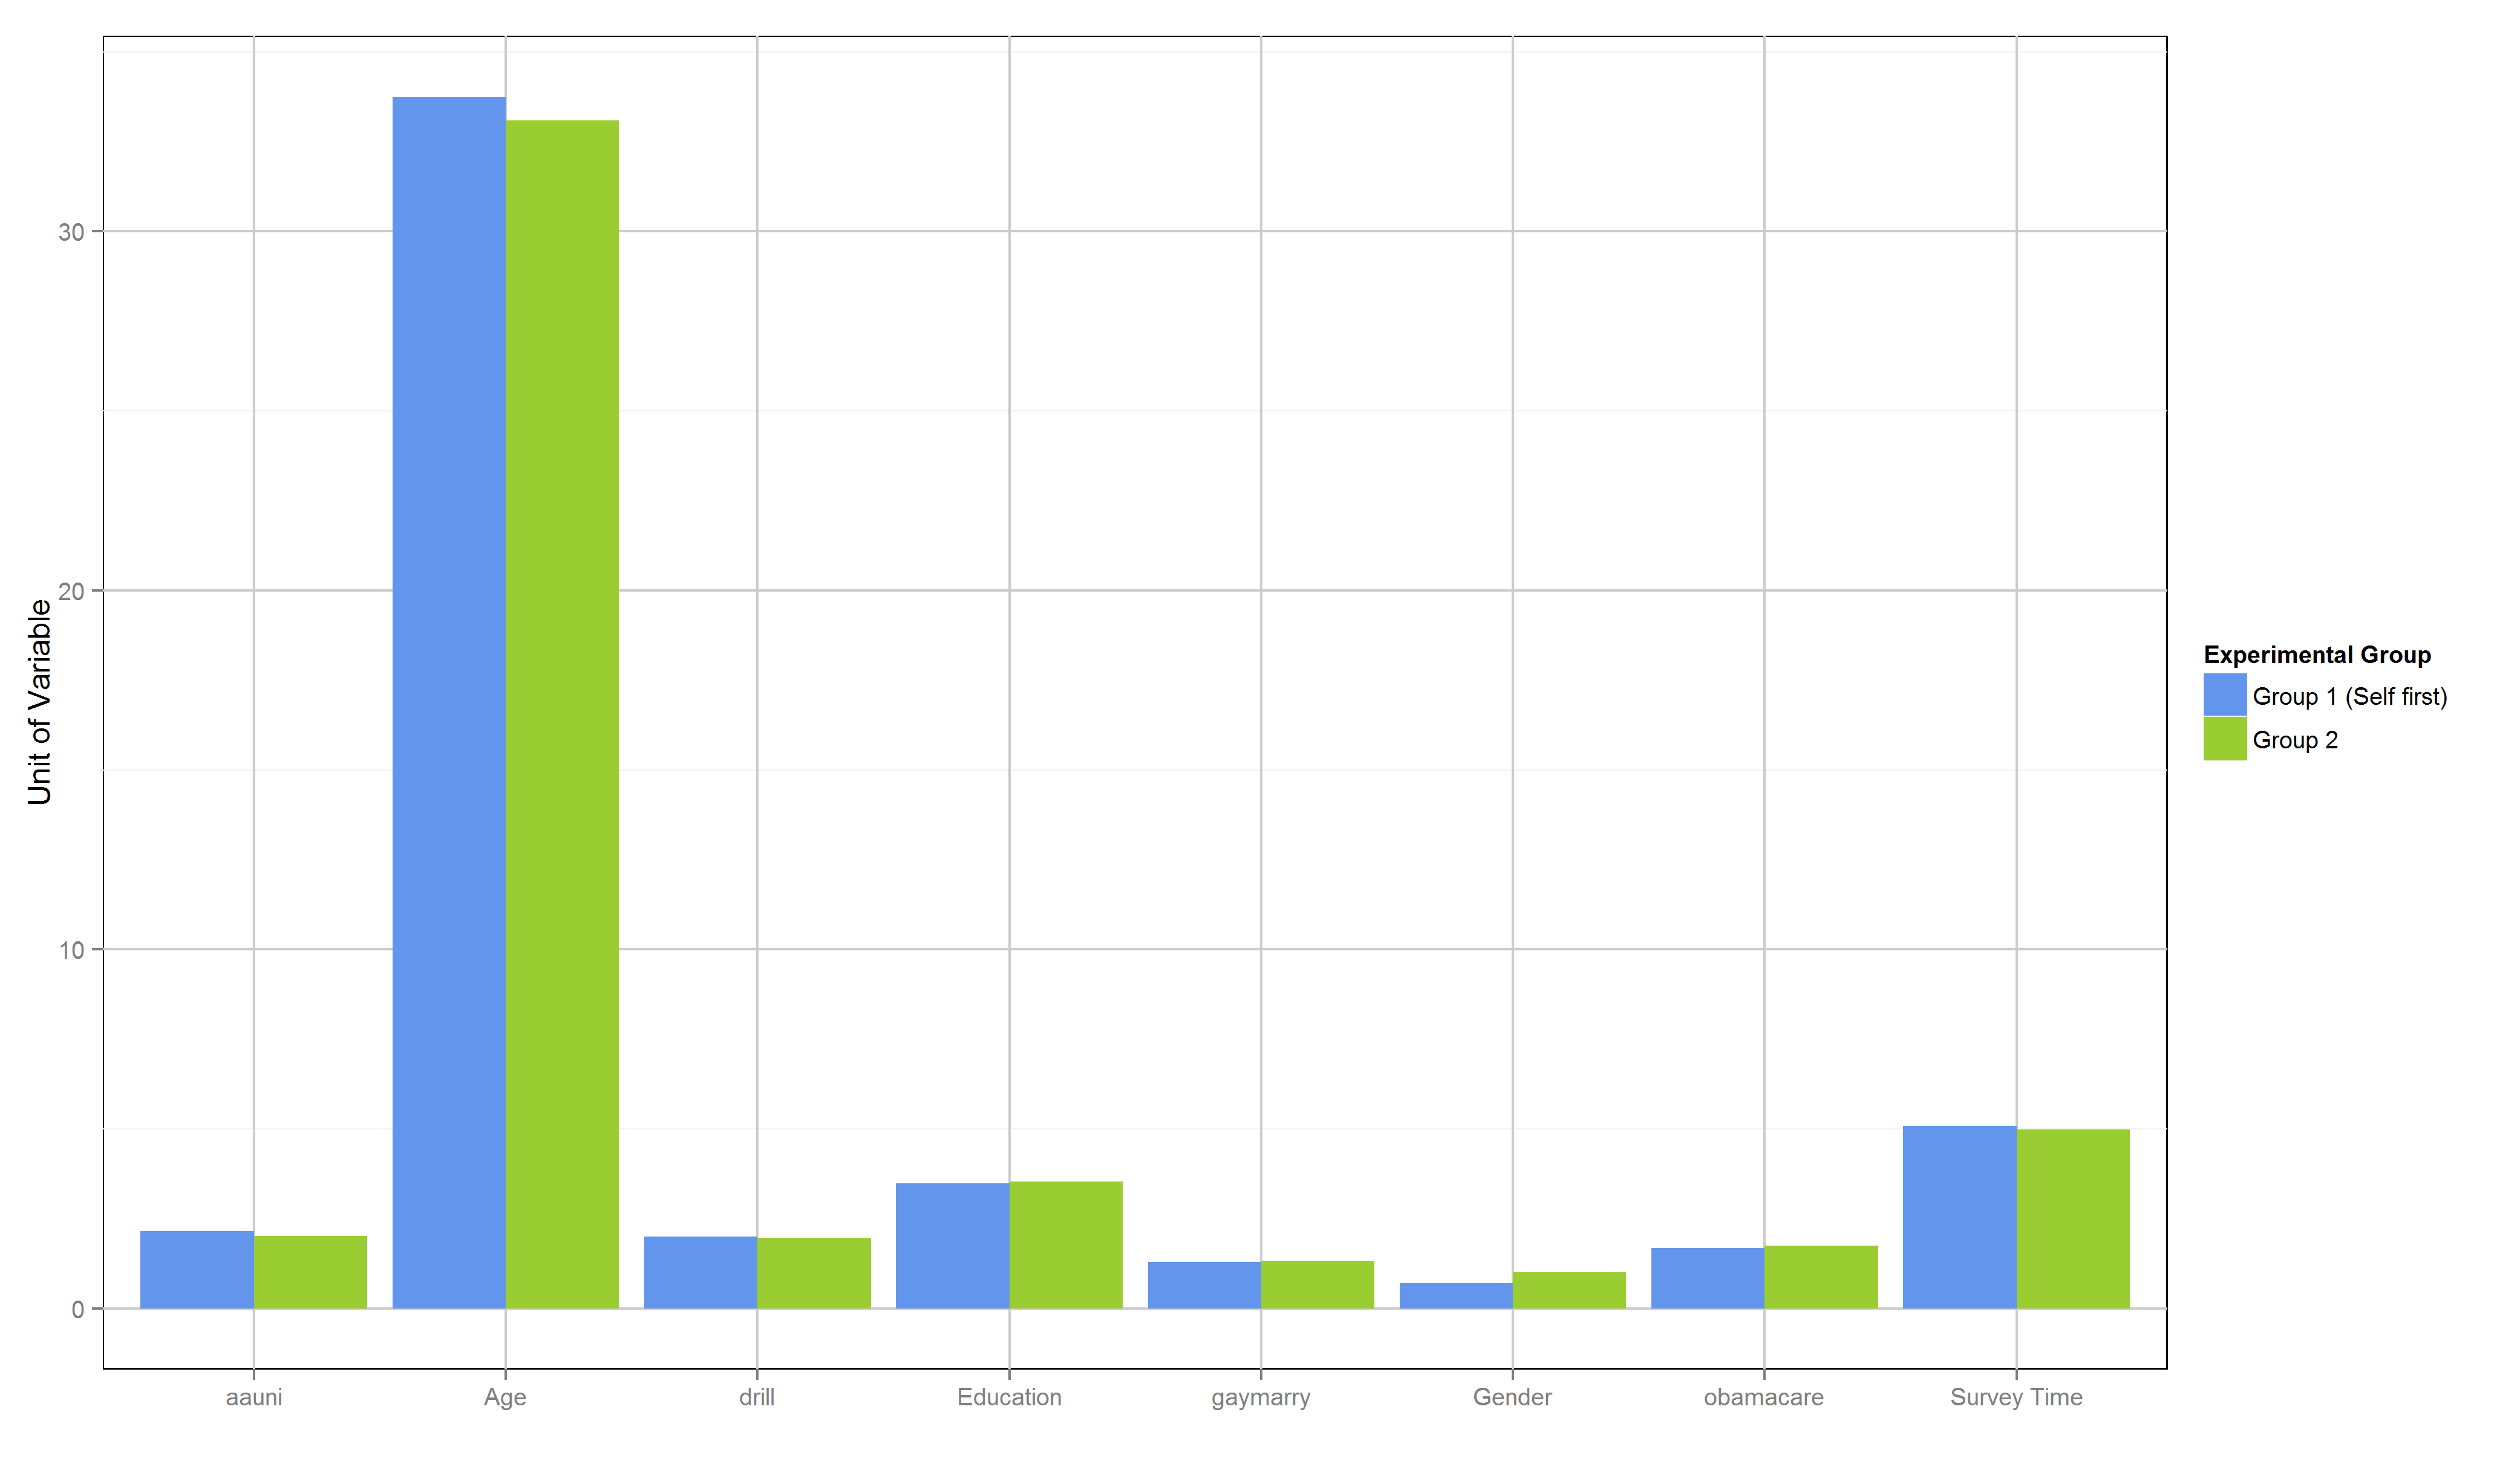 Unit of Variable
30
20
10
0
aauni Age drill Education gaymarry Gender obamacare Survey Time
Experimental Group
Group 1 (Self first)
Group 2